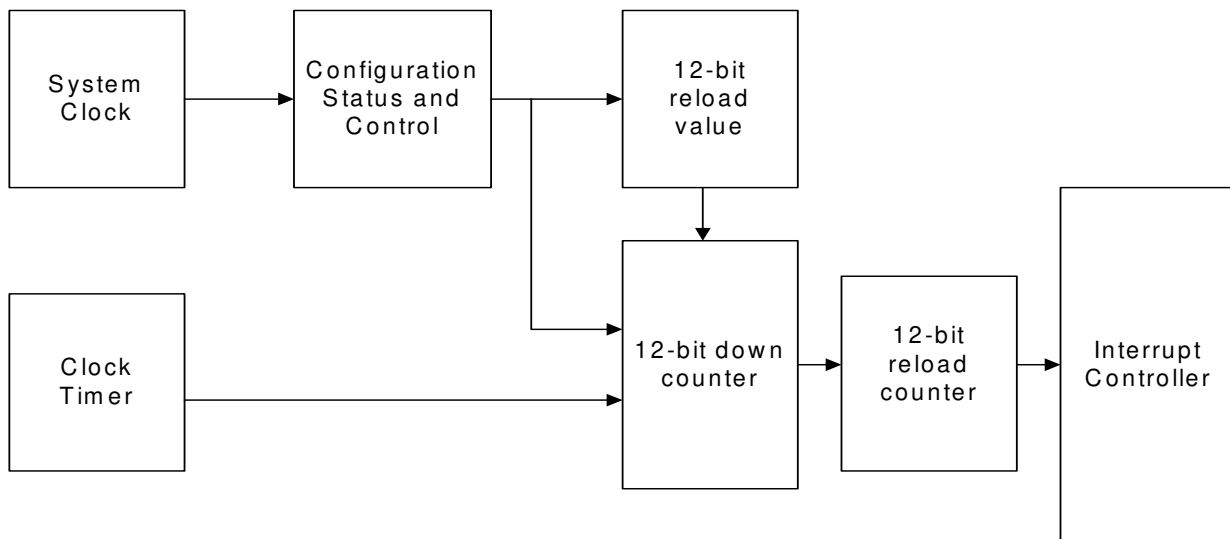 System
Clock
Configuration
Status and
Control
12-bit
reload
value
Clock
Timer
12-bit down
counter
12-bit
reload
counter
Interrupt
Controller